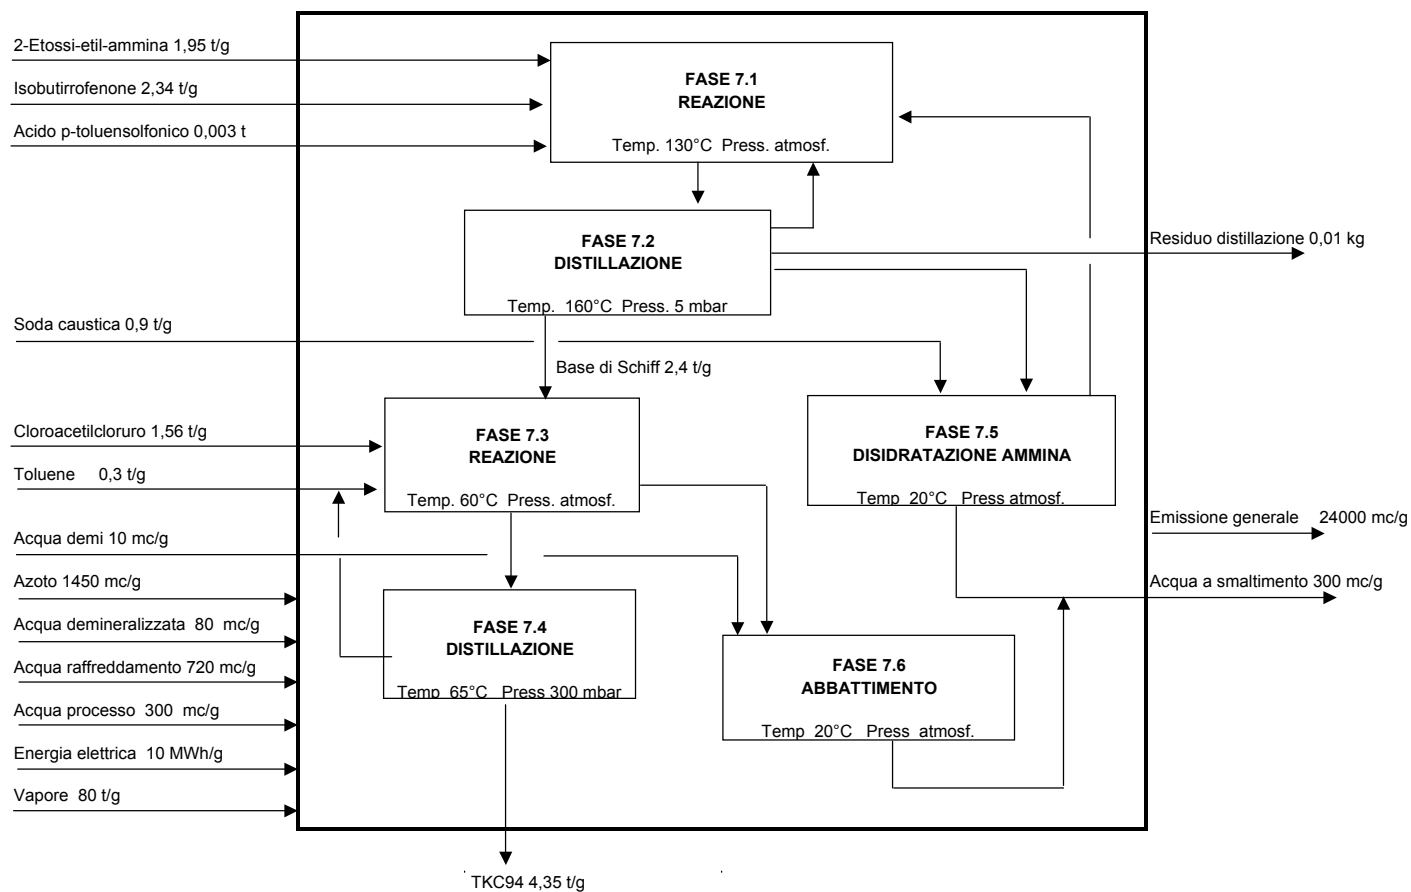 2-Etossi-etil-ammina 1,95 t/g
Isobutirrofenone 2,34 t/g
Acido p-toluensolfonico 0,003 t
FASE 7.1
REAZIONE
Temp. 130°C Press. atmosf.
FASE 7.2
DISTILLAZIONE
Temp. 160°C Press. 5 mbar
Residuo distillazione 0,01 kg
Soda caustica 0,9 t/g
Base di Schiff 2,4 t/g
Cloroacetilcloruro 1,56 t/g
Toluene 0,3 t/g
FASE 7.3
REAZIONE
Temp. 60°C Press. atmosf.
FASE 7.5
DISIDRATAZIONE AMMINA
Temp 20°C Press atmosf.
Emissione generale 24000 mc/g
Acqua a smaltimento 300 mc/g
Acqua demi 10 mc/g
Azoto 1450 mc/g
Acqua demineralizzata 80 mc/g
Acqua raffreddamento 720 mc/g
Acqua processo 300 mc/g
Energia elettrica 10 MWh/g
Vapore 80 t/g
FASE 7.4
DISTILLAZIONE
Temp 65°C Press 300 mbar
FASE 7.6
ABBATTIMENTO
Temp 20°C Press atmosf.
TKC94 4,35 t/g